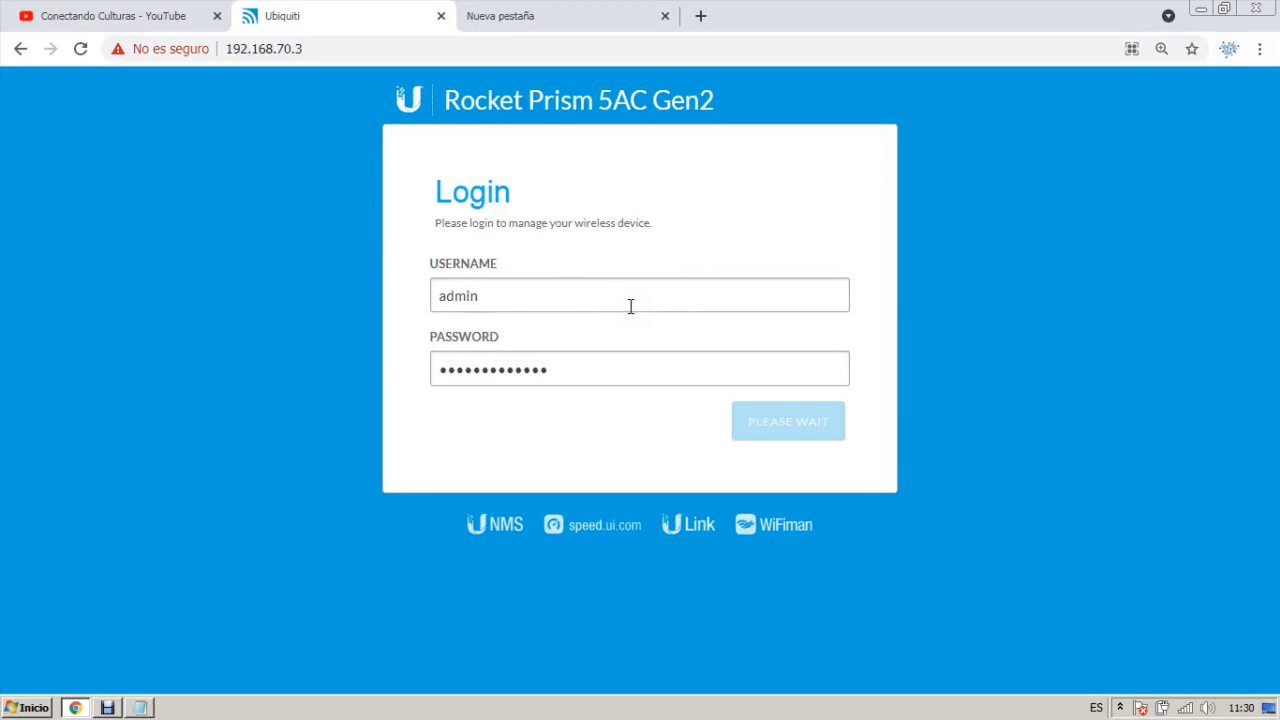 Conectando Culturas - YouTube
Ubiquiti
Nueva pestaña
No es seguro
192.168.70.3
Rocket Prism 5AC Gen2
Login
Please login to manage your wireless device.
USERNAME
admin
PASSWORD
•••••••••••••
PLEASE WAIT
NMS
speed.ui.com
Link
WiFiman
Inicio
ES
11:30